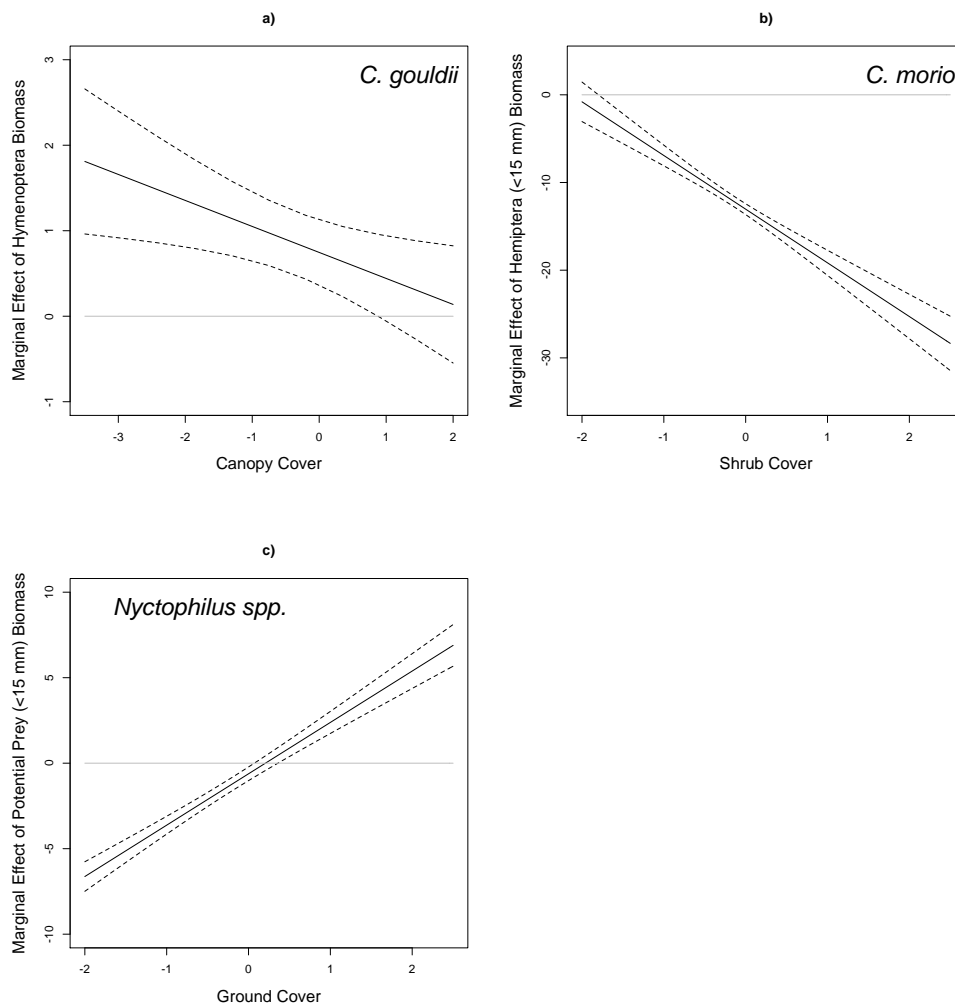 a)
C. gouldii
Marginal Effect of Hymenoptera Biomass
3
2
1
0
-1
-3 -2 -1 0 1 2
Canopy Cover
b)
C. morio
Marginal Effect of Hemiptera (<15 mm) Biomass
0
-10
-20
-30
-2 -1 0 1 2
Shrub Cover
c)
Nyctophilus spp.
Marginal Effect of Potential Prey (<15 mm) Biomass
10
5
0
-5
-10
-2 -1 0 1 2
Ground Cover